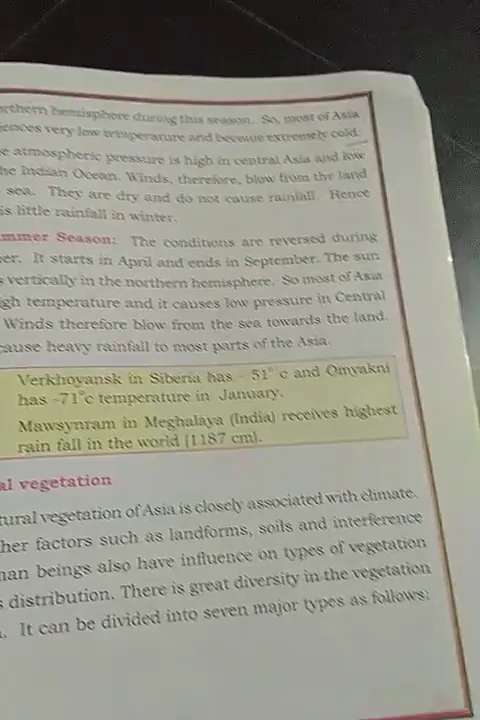 rthern hemisphere during this season. So, most of Asia
iences very low temperature and become extremely cold.
e atmospheric pressure is high in central Asia and low
he Indian Ocean. Winds, therefore, blow from the land
sea. They are dry and do not cause rainfall. Hence
is little rainfall in winter.
mmer Season: The conditions are reversed during
er. It starts in April and ends in September. The sun
s vertically in the northern hemisphere. So most of Asia
igh temperature and it causes low pressure in Central
Winds therefore blow from the sea towards the land.
cause heavy rainfall to most parts of the Asia.
Verkhoyansk in Siberia has - 51° c and Omyakni
has -71°c temperature in January.
Mawsynram in Meghalaya (India) receives highest
rain fall in the world (1187 cm).
al vegetation
tural vegetation of Asia is closely associated with climate.
her factors such as landforms, soils and interference
man beings also have influence on types of vegetation
s distribution. There is great diversity in the vegetation
. It can be divided into seven major types as follows: